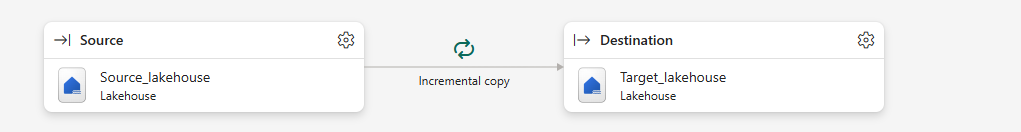 Source
Source_lakehouse
Lakehouse
Incremental copy
Destination
Target_lakehouse
Lakehouse